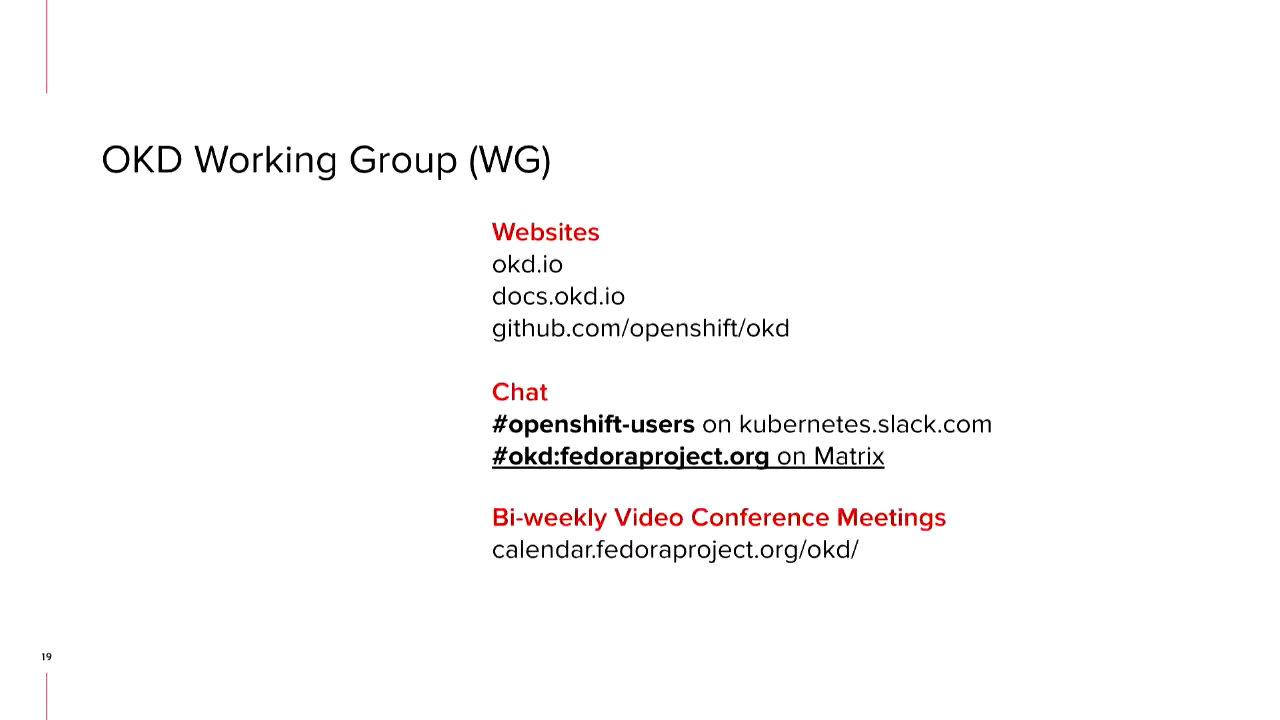 OKD Working Group (WG)
Websites
okd.io
docs.okd.io
github.com/openshift/okd
Chat
#openshift-users on kubernetes.slack.com
#okd:fedoraproject.org on Matrix
Bi-weekly Video Conference Meetings
calendar.fedoraproject.org/okd/
19